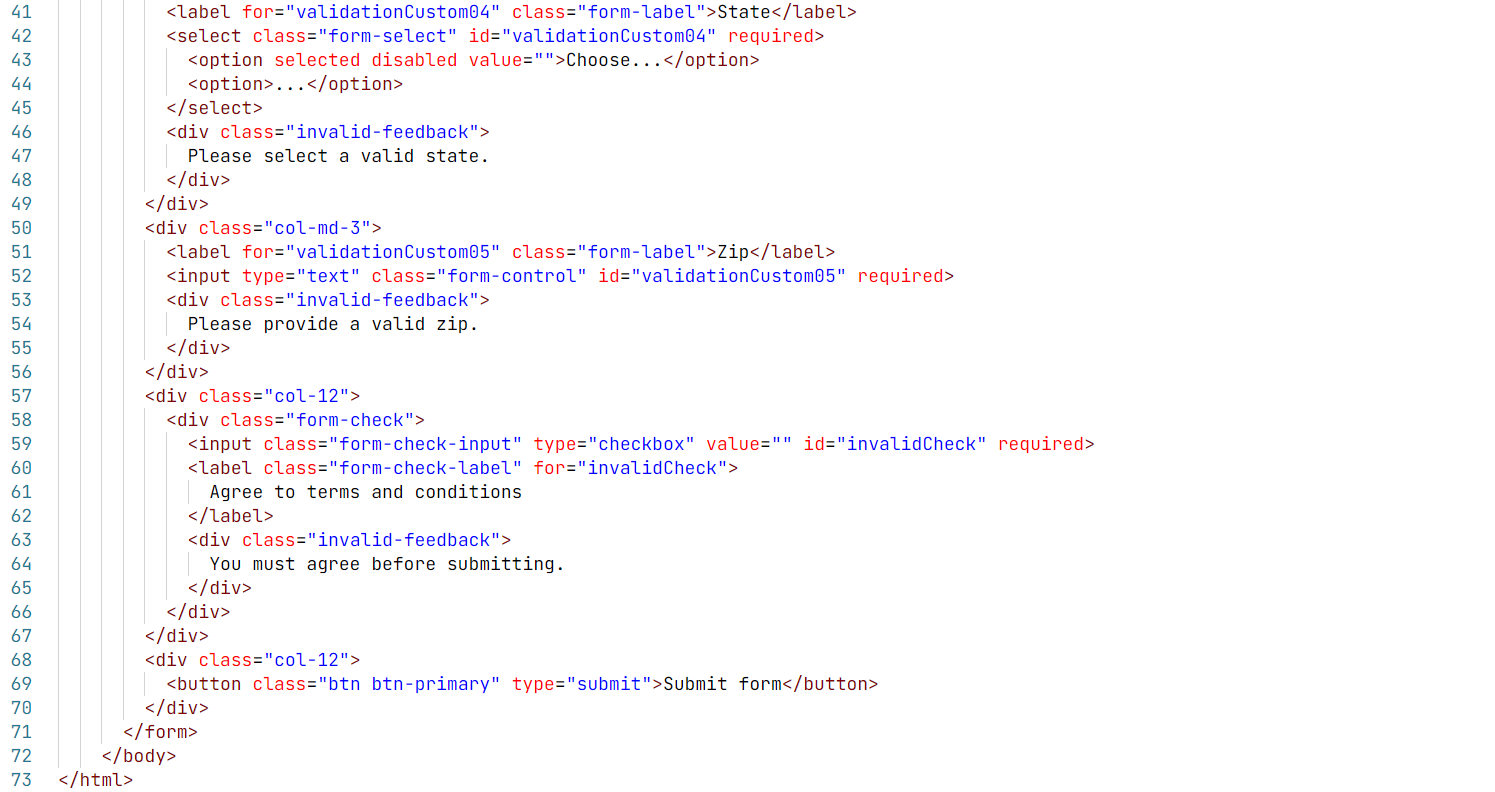 41 <label for="validationCustom04" class="form-label">State</label>
42 <select class="form-select" id="validationCustom04" required>
43 <option selected disabled value="">Choose...</option>
44 <option>...</option>
45 </select>
46 <div class="invalid-feedback">
47 Please select a valid state.
48 </div>
49 </div>
50 <div class="col-md-3">
51 <label for="validationCustom05" class="form-label">Zip</label>
52 <input type="text" class="form-control" id="validationCustom05" required>
53 <div class="invalid-feedback">
54 Please provide a valid zip.
55 </div>
56 </div>
57 <div class="col-12">
58 <div class="form-check">
59 <input class="form-check-input" type="checkbox" value="" id="invalidCheck" required>
60 <label class="form-check-label" for="invalidCheck">
61 Agree to terms and conditions
62 </label>
63 <div class="invalid-feedback">
64 You must agree before submitting.
65 </div>
66 </div>
67 </div>
68 <div class="col-12">
69 <button class="btn btn-primary" type="submit">Submit form</button>
70 </div>
71 </form>
72 </body>
73 </html>